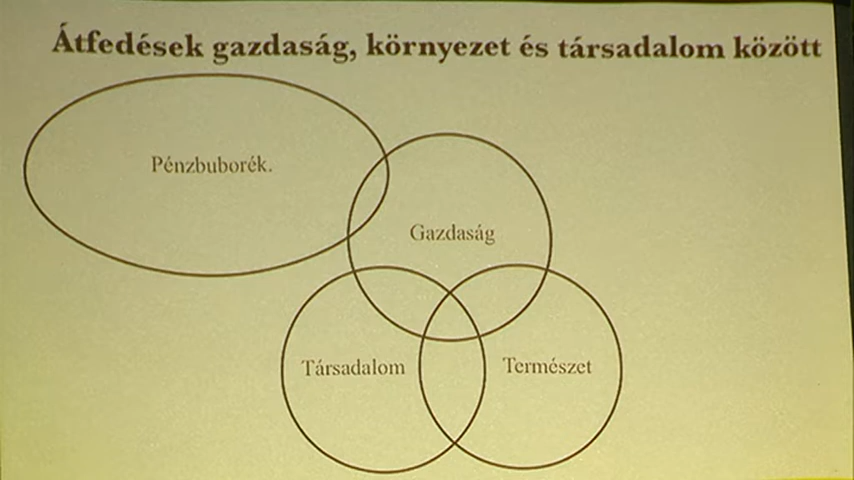 Átfedések gazdaság, környezet és társadalom között
Pénzbuborék.
Gazdaság
Társadalom
Természet